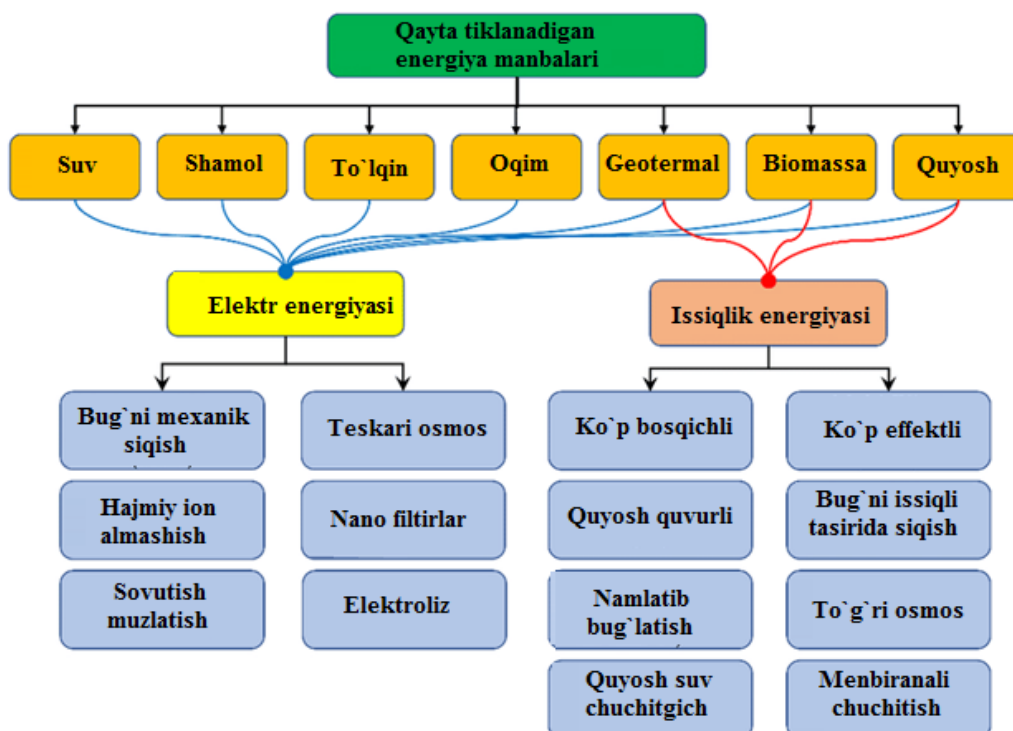 Qayta tiklanadigan
energiya manbalari
Suv
Shamol
To`lqin
Oqim
Geotermal
Biomassa
Quyosh
Elektr energiyasi
Issiqlik energiyasi
Bug`ni mexanik
siqish
Teskari osmos
Ko`p bosqichli
Ko`p effektli
Hajmiy ion
almashish
Nano filtirlar
Quyosh quvurli
Bug`ni issiqli
tasirida siqish
Sovutish
muzlatish
Elektroliz
Namlatib
bug`latish
To`g`ri osmos
Quyosh suv
chuchitgich
Menbiranali
chuchitish